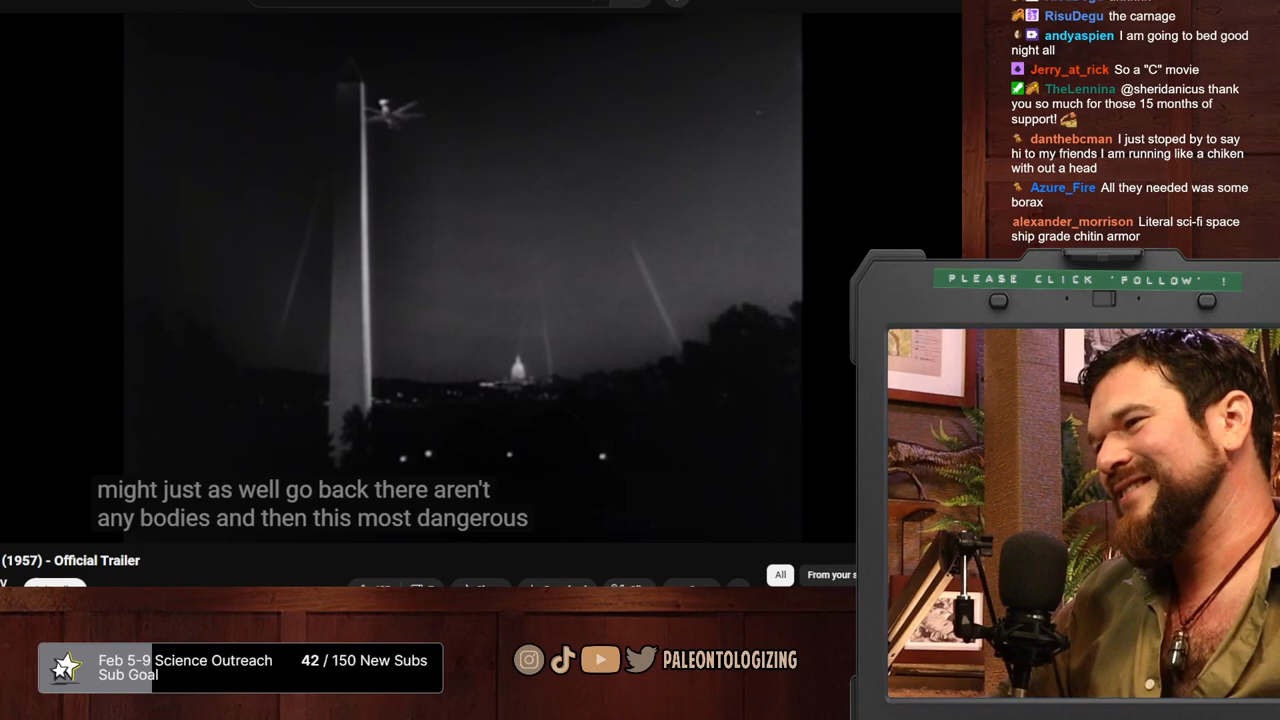 RisuDegu the carnage
andyaspien I am going to bed good
night all
Jerry_at_rick So a "C" movie
TheLennina @sheridanicus thank
you so much for those 15 months of
support!
danthebcman I just stoped by to say
hi to my friends I am running like a chiken
with out a head
Azure_Fire All they needed was some
borax
alexander_morrison Literal sci-fi space
ship grade chitin armor
PLEASE CLICK 'FOLLOW' !
might just as well go back there aren't
any bodies and then this most dangerous
(1957) - Official Trailer
All
From your s
Feb 5-9 Science Outreach
Sub Goal
42 / 150 New Subs
PALEONTOLOGIZING